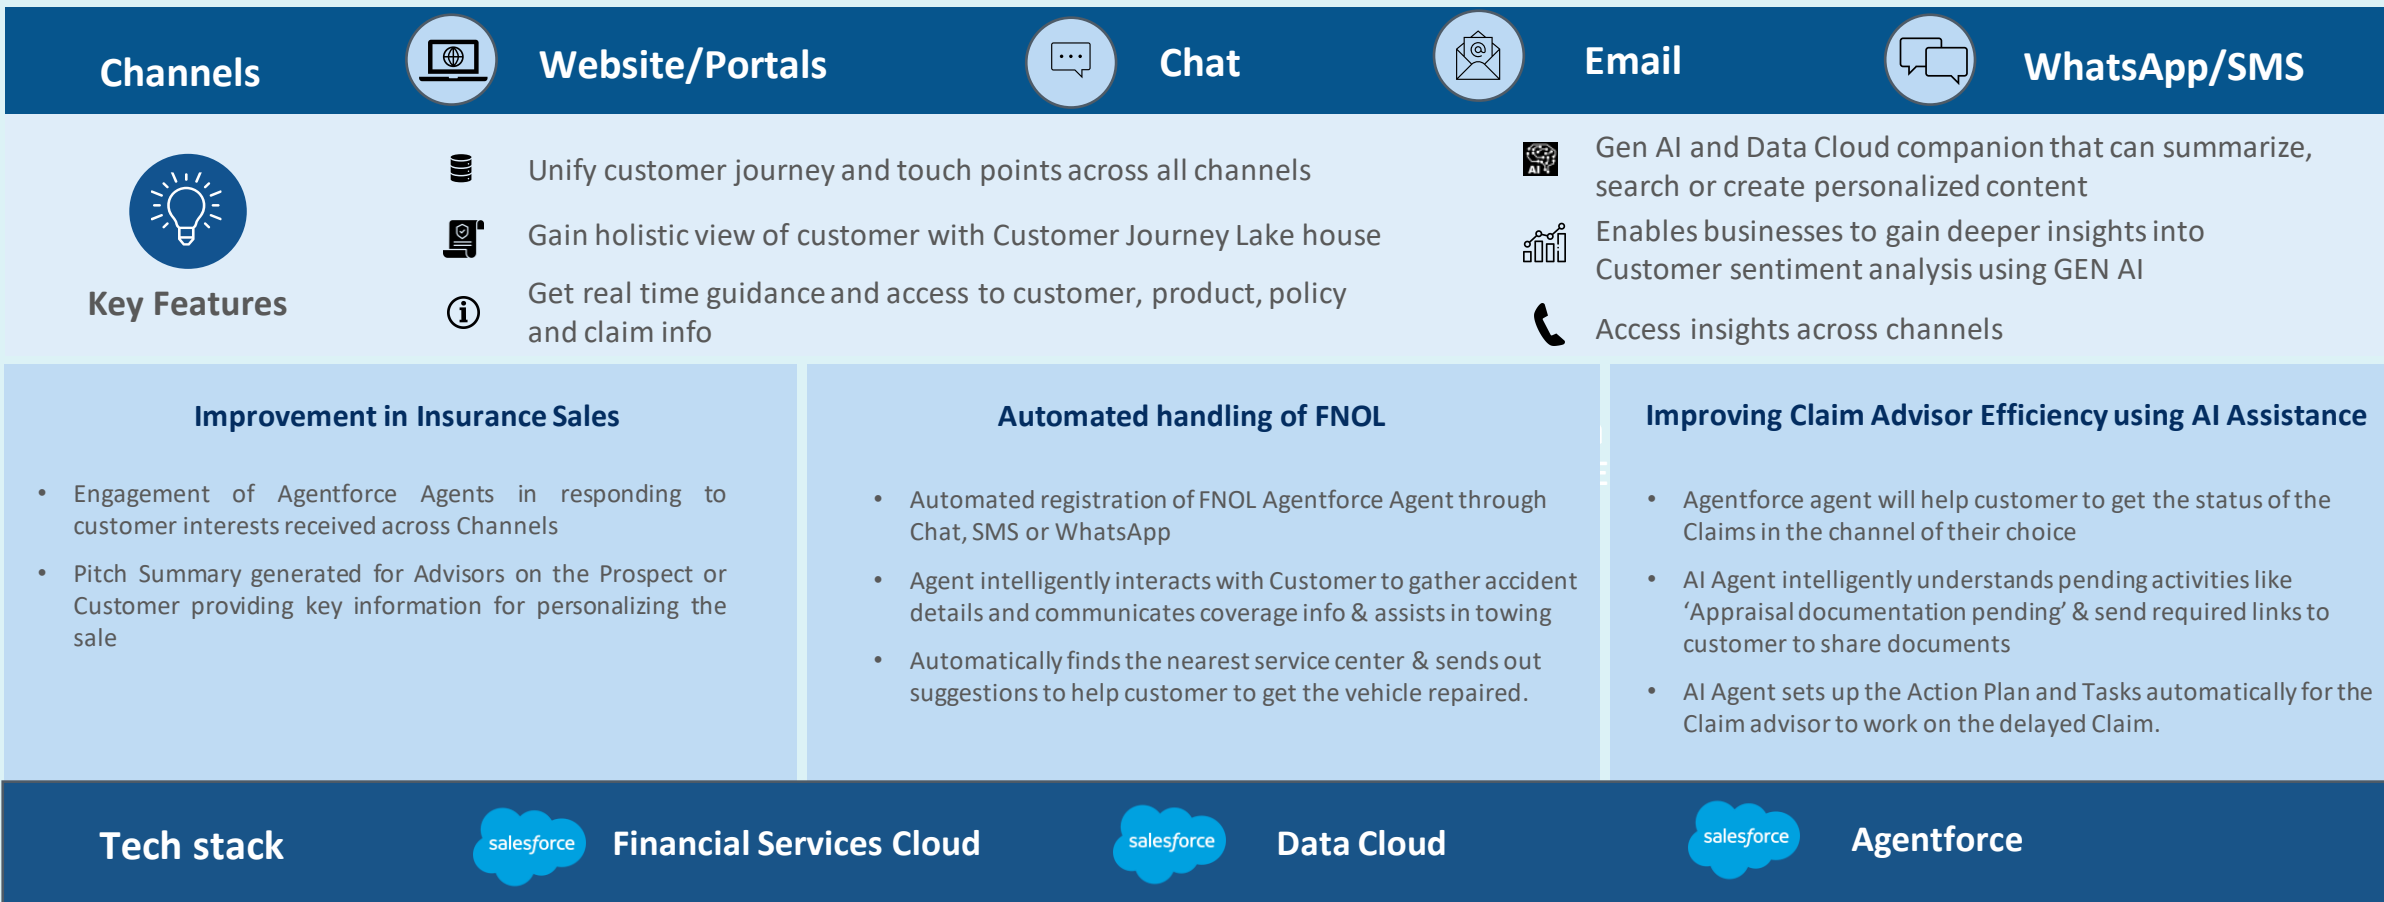 Channels
Website/Portals
Chat
Email
WhatsApp/SMS
Key Features
Unify customer journey and touch points across all channels
Gain holistic view of customer with Customer Journey Lake house
Get real time guidance and access to customer, product, policy
and claim info
AI
Gen AI and Data Cloud companion that can summarize,
search or create personalized content
Enables businesses to gain deeper insights into
Customer sentiment analysis using GEN AI
Access insights across channels
Improvement in Insurance Sales
• Engagement of Agentforce Agents in responding to
customer interests received across Channels
• Pitch Summary generated for Advisors on the Prospect or
Customer providing key information for personalizing the
sale
Automated handling of FNOL
• Automated registration of FNOL Agentforce Agent through
Chat, SMS or WhatsApp
• Agent intelligently interacts with Customer to gather accident
details and communicates coverage info & assists in towing
• Automatically finds the nearest service center & sends out
suggestions to help customer to get the vehicle repaired.
Improving Claim Advisor Efficiency using AI Assistance
• Agentforce agent will help customer to get the status of the
Claims in the channel of their choice
• AI Agent intelligently understands pending activities like
‘Appraisal documentation pending’ & send required links to
customer to share documents
• AI Agent sets up the Action Plan and Tasks automatically for the
Claim advisor to work on the delayed Claim.
Tech stack
salesforce
Financial Services Cloud
salesforce
Data Cloud
salesforce
Agentforce